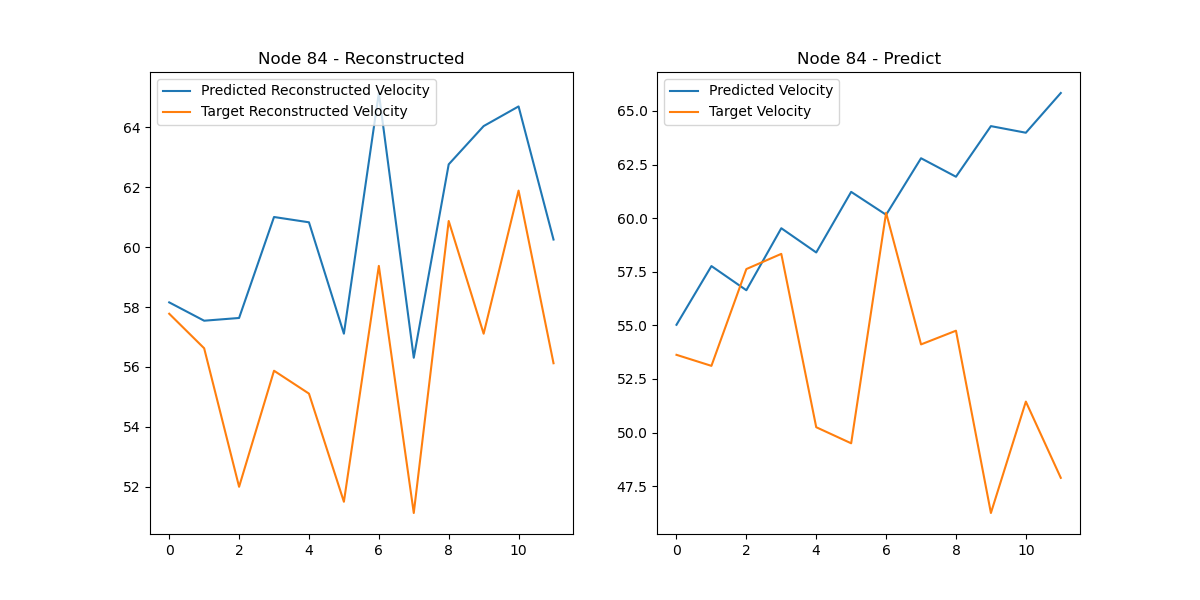 Node 84 - Reconstructed
Predicted Reconstructed Velocity
Target Reconstructed Velocity
64
62
60
58
56
54
52
0 2 4 6 8 10
Node 84 - Predict
Predicted Velocity
Target Velocity
65.0
62.5
60.0
57.5
55.0
52.5
50.0
47.5
0 2 4 6 8 10